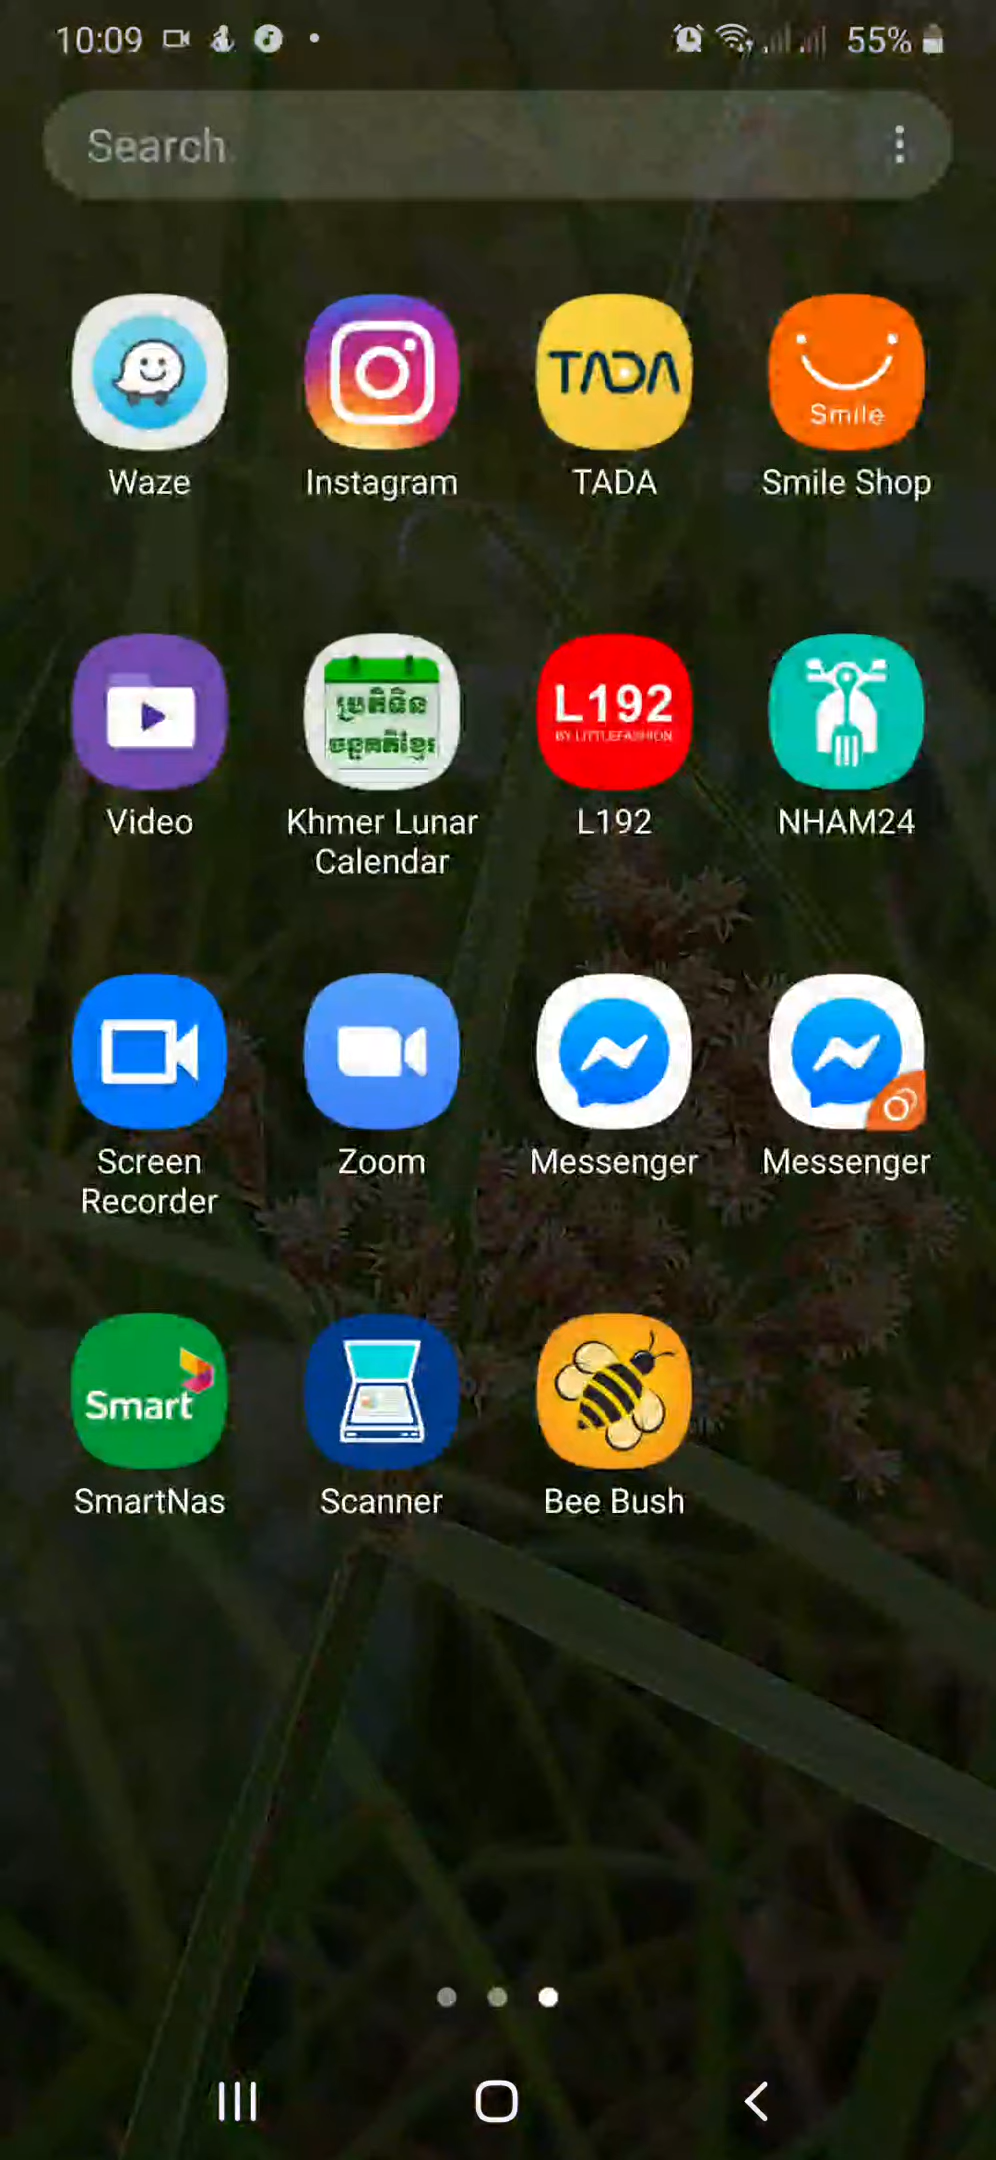 10:09
55%
Search
TADA
Smile
Waze
Instagram
TADA
Smile Shop
ប្រតិទិន
ចន្ទគតិខ្មែរ
L192
BY LITTLEFASHION
Video
Khmer Lunar
Calendar
L192
NHAM24
Screen
Recorder
Zoom
Messenger
Messenger
Smart
SmartNas
Scanner
Bee Bush